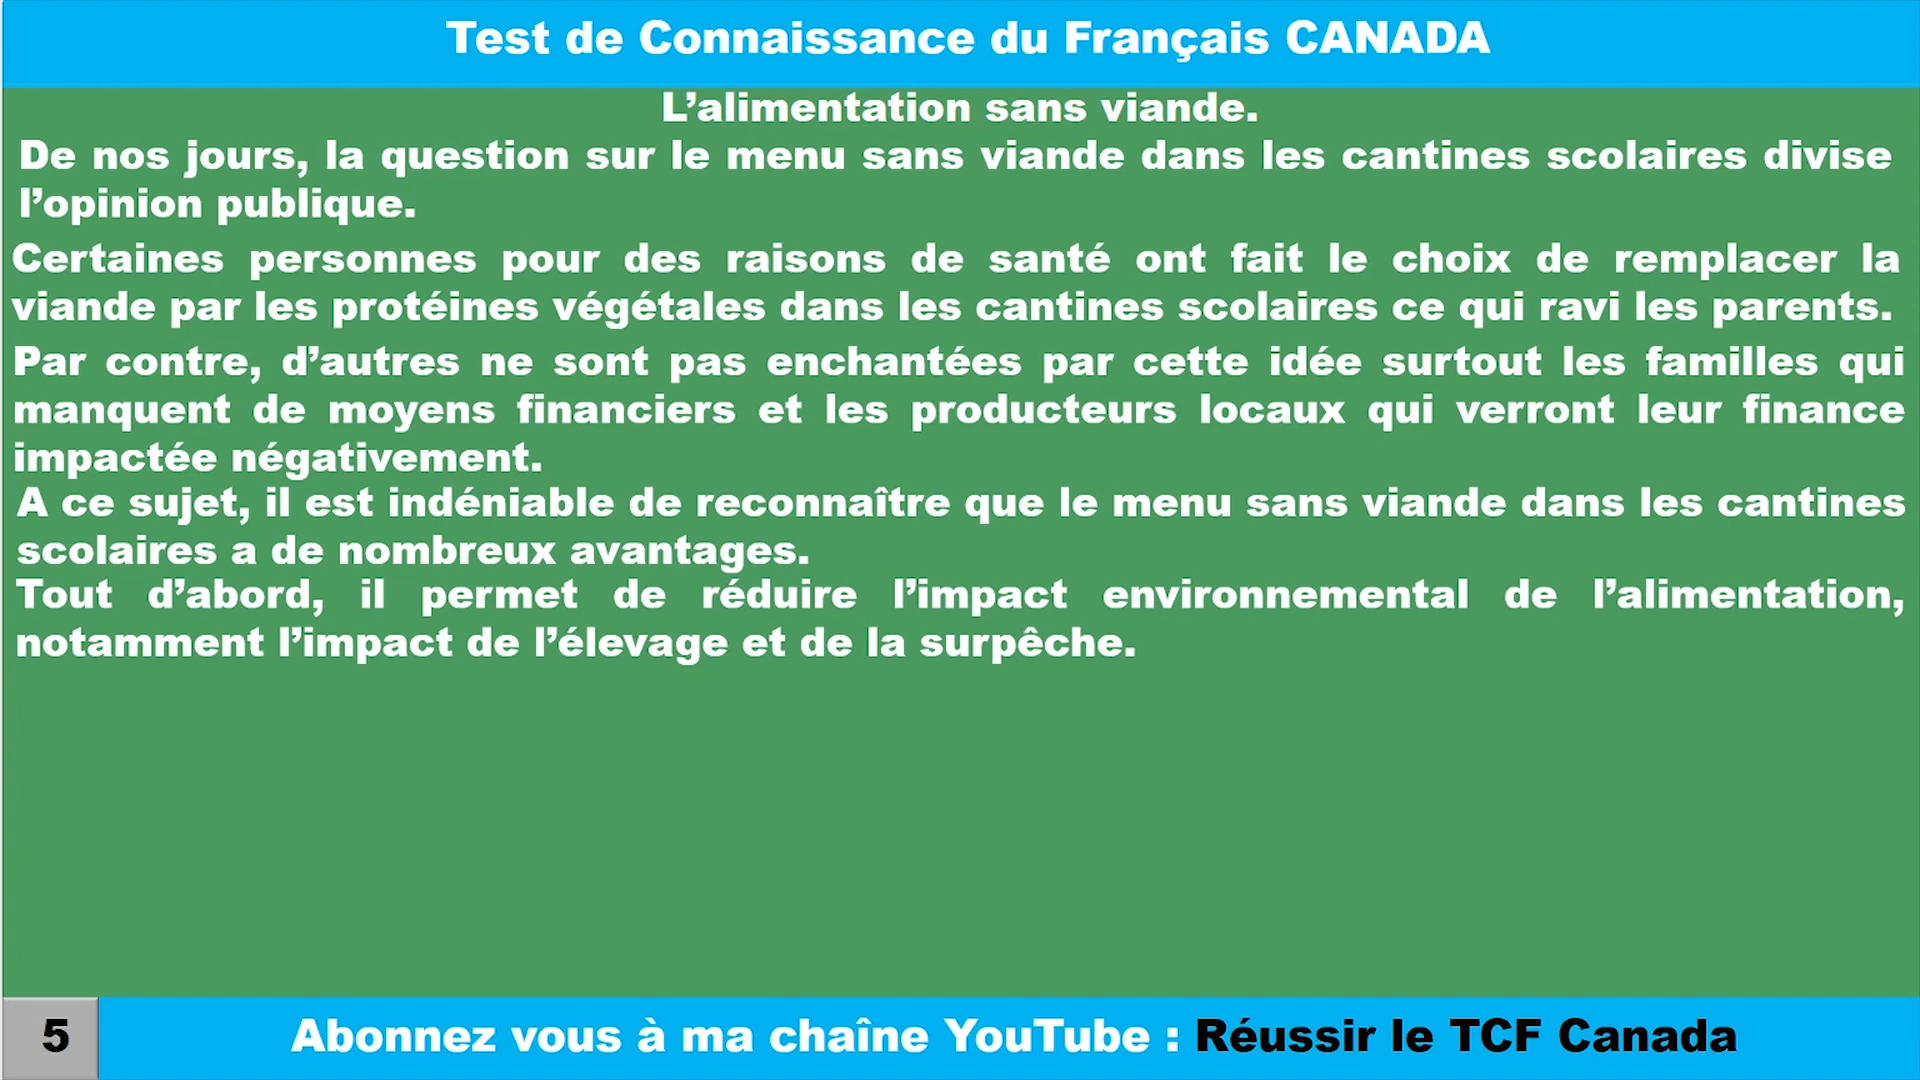 Test de Connaissance du Français CANADA
L’alimentation sans viande.
De nos jours, la question sur le menu sans viande dans les cantines scolaires divise
l’opinion publique.
Certaines personnes pour des raisons de santé ont fait le choix de remplacer la
viande par les protéines végétales dans les cantines scolaires ce qui ravi les parents.
Par contre, d’autres ne sont pas enchantées par cette idée surtout les familles qui
manquent de moyens financiers et les producteurs locaux qui verront leur finance
impactée négativement.
A ce sujet, il est indéniable de reconnaître que le menu sans viande dans les cantines
scolaires a de nombreux avantages.
Tout d’abord, il permet de réduire l’impact environnemental de l’alimentation,
notamment l’impact de l’élevage et de la surpêche.
5
Abonnez vous à ma chaîne YouTube : Réussir le TCF Canada